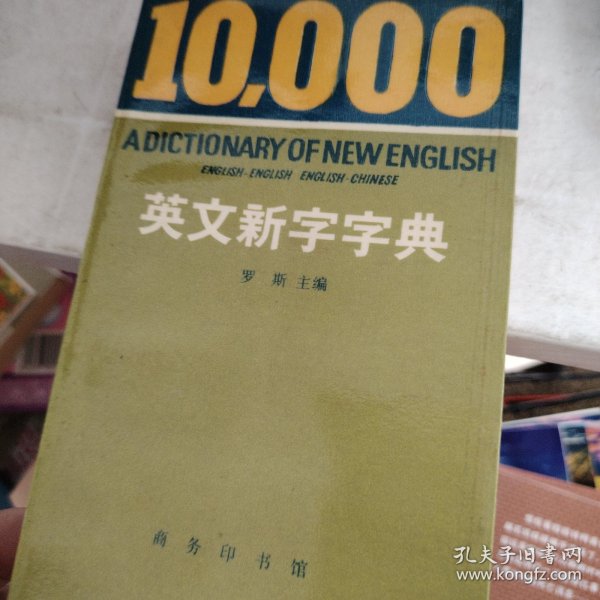 10,000
A DICTIONARY OF NEW ENGLISH
ENGLISH-ENGLISH ENGLISH-CHINESE
英文新字字典
罗斯 主编
商务印书馆
孔夫子旧书网
www.kongfz.com